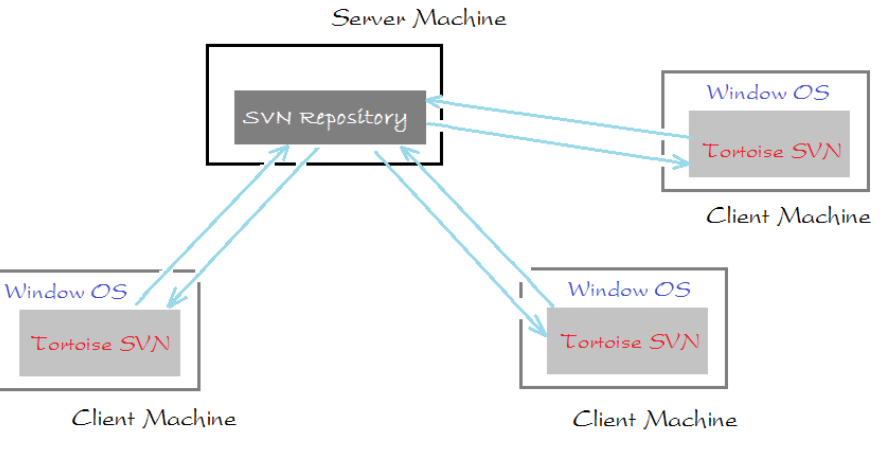 Server Machine
SVN Repository
Window OS
Tortoise SVN
Client Machine
Window OS
Tortoise SVN
Client Machine
Window OS
Tortoise SVN
Client Machine